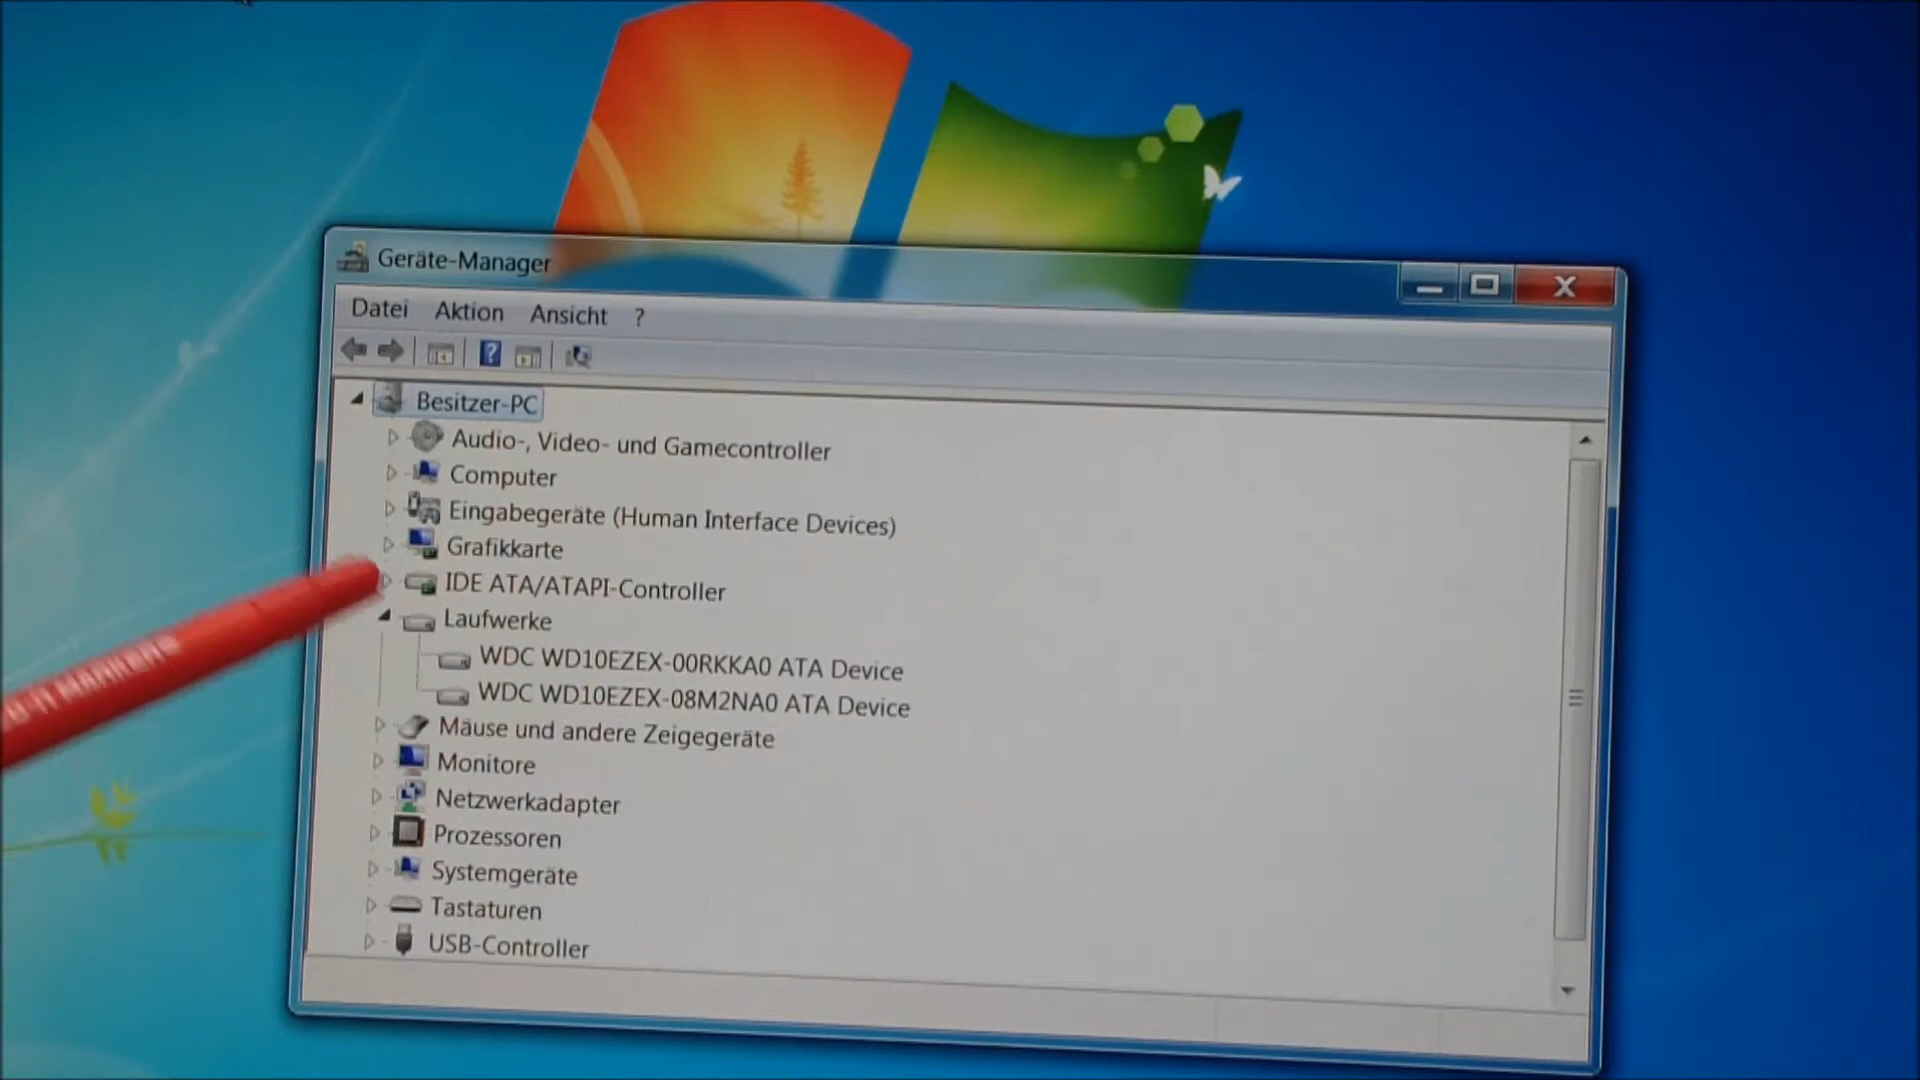 Geräte-Manager
Datei Aktion Ansicht ?
Besitzer-PC
Audio-, Video- und Gamecontroller
Computer
Eingabegeräte (Human Interface Devices)
Grafikkarte
IDE ATA/ATAPI-Controller
Laufwerke
WDC WD10EZEX-00RKKA0 ATA Device
WDC WD10EZEX-08M2NA0 ATA Device
Mäuse und andere Zeigegeräte
Monitore
Netzwerkadapter
Prozessoren
Systemgeräte
Tastaturen
USB-Controller